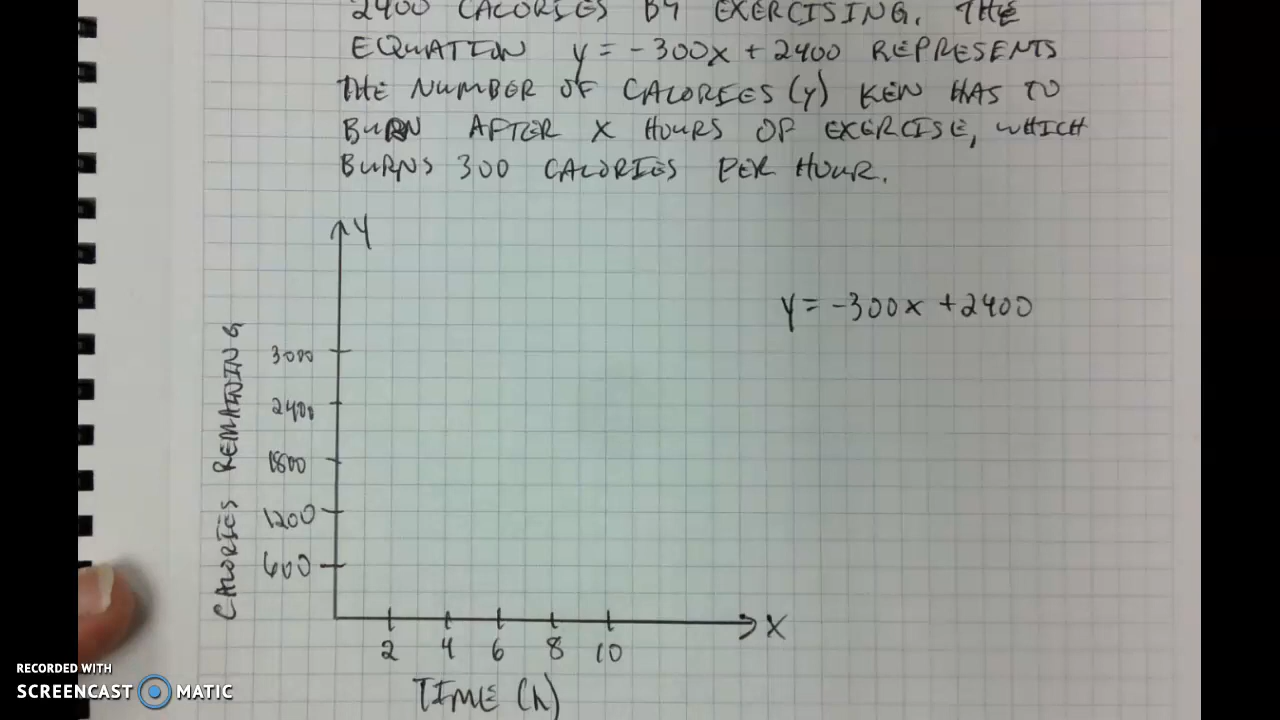 2400 CALORIES BY EXERCISING. THE
EQUATION y = -300x + 2400 REPRESENTS
THE NUMBER OF CALORIES (y) KEN HAS TO
BURN AFTER X HOURS OF EXERCISE, WHICH
BURNS 300 CALORIES PER HOUR.
Y
y = -300x + 2400
CALORIES REMAINING
3000
2400
1800
1200
600
X
2 4 6 8 10
TIME (h)
RECORDED WITH
SCREENCAST MATIC